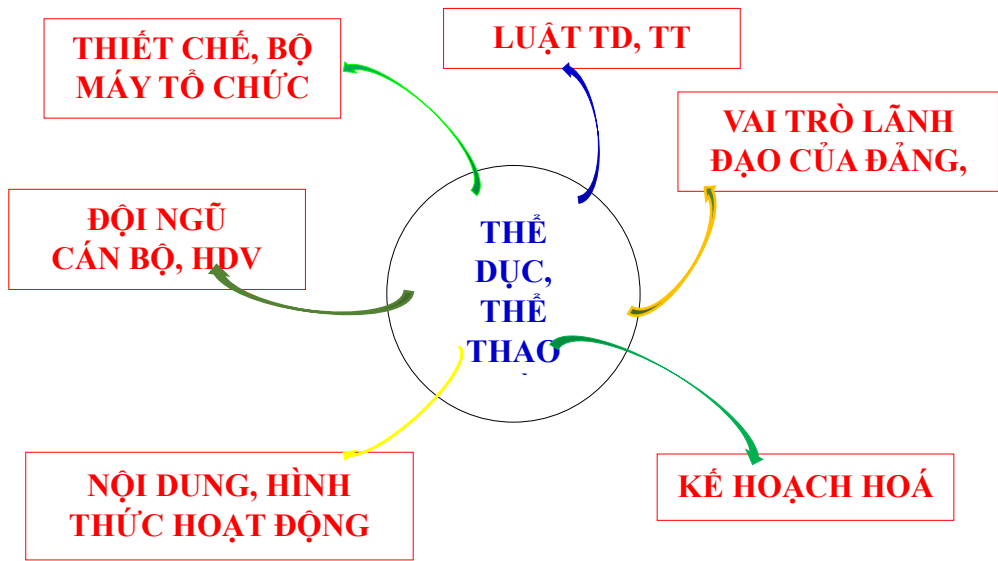 THIẾT CHẾ, BỘ
MÁY TỔ CHỨC
LUẬT TD, TT
VAI TRÒ LÃNH
ĐẠO CỦA ĐẢNG,
ĐỘI NGŨ
CÁN BỘ, HDV
THỂ
DỤC,
THỂ
THAO
NỘI DUNG, HÌNH
THỨC HOẠT ĐỘNG
KẾ HOẠCH HOÁ